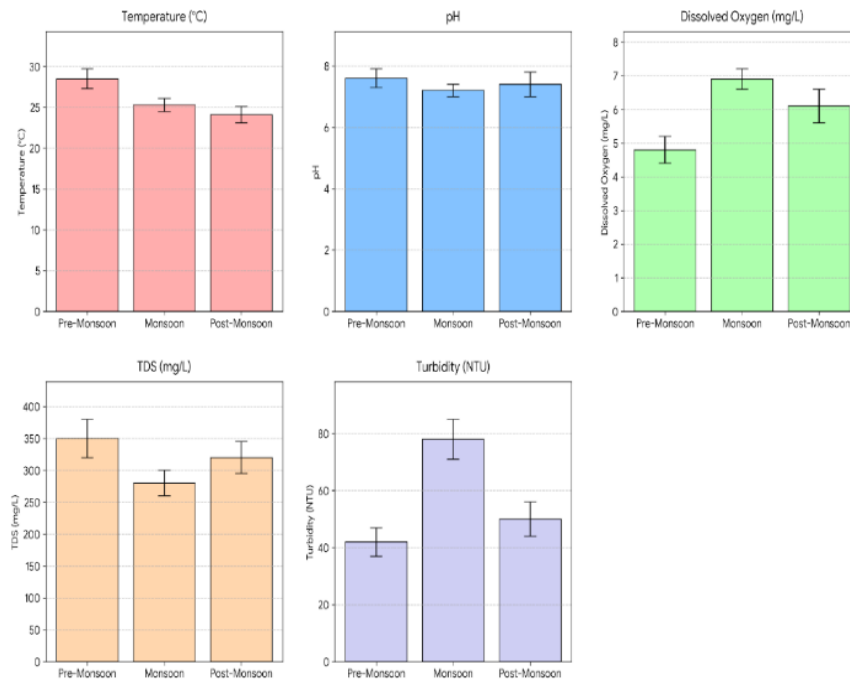 Temperature (°C)
30
25
20
15
10
5
0
Temperature (°C)
Pre-Monsoon Monsoon Post-Monsoon
pH
8
6
4
2
0
pH
Pre-Monsoon Monsoon Post-Monsoon
Dissolved Oxygen (mg/L)
8
7
6
5
4
3
2
1
0
Dissolved Oxygen (mg/L)
Pre-Monsoon Monsoon Post-Monsoon
TDS (mg/L)
400
350
300
250
200
150
100
50
0
TDS (mg/L)
Pre-Monsoon Monsoon Post-Monsoon
Turbidity (NTU)
80
60
40
20
0
Turbidity (NTU)
Pre-Monsoon Monsoon Post-Monsoon